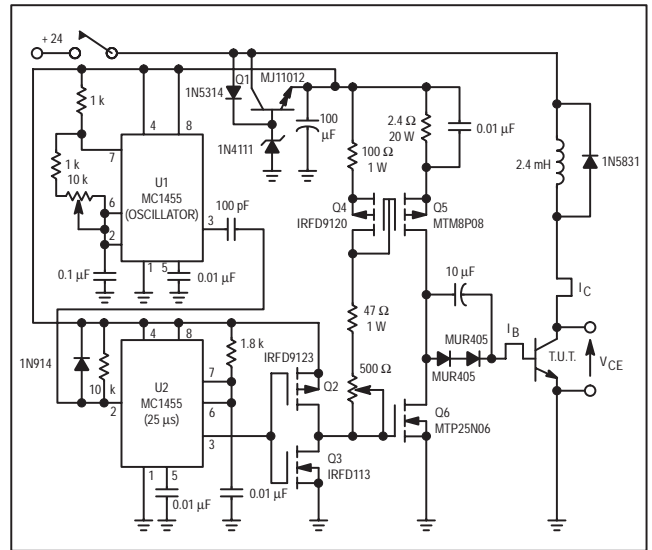 + 24
Q1
MJ11012
1N5314
1 k
4
8
100
µF
2.4 Ω
20 W
0.01 µF
1N4111
7
1 k
100 Ω
1 W
2.4 mH
1N5831
10 k
U1
MC1455
(OSCILLATOR)
100 pF
6
3
2
Q4
IRFD9120
Q5
MTM8P08
0.1 µF
1
5
0.01 µF
10 µF
IC
47 Ω
1 W
4
8
1.8 k
IRFD9123
IB
VCE
1N914
U2
MC1455
(25 µs)
7
500 Ω
MUR405
MUR405
T.U.T.
10 k
2
6
Q2
Q6
MTP25N06
3
Q3
IRFD113
1
5
0.01 µF
0.01 µF